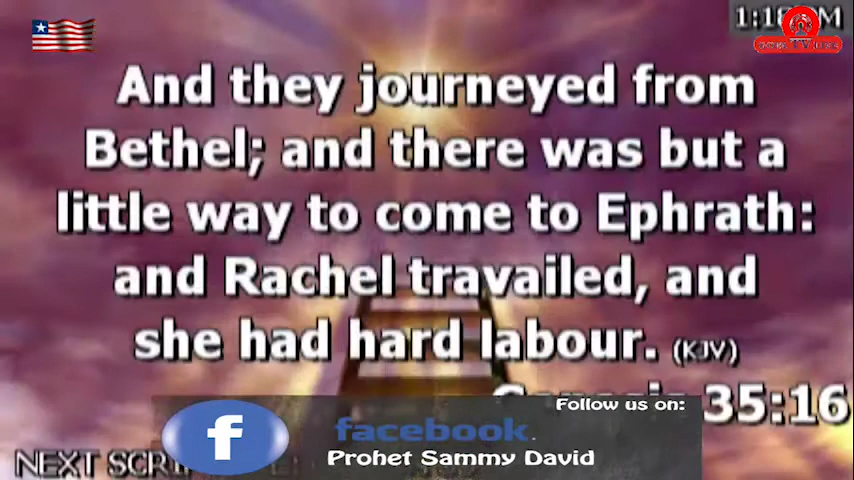 And they journeyed from
Bethel; and there was but a
little way to come to Ephrath:
and Rachel travailed, and
she had hard labour. (KJV)
Genesis 35:16
Follow us on:
f
facebook.
Prohet Sammy David
NEXT